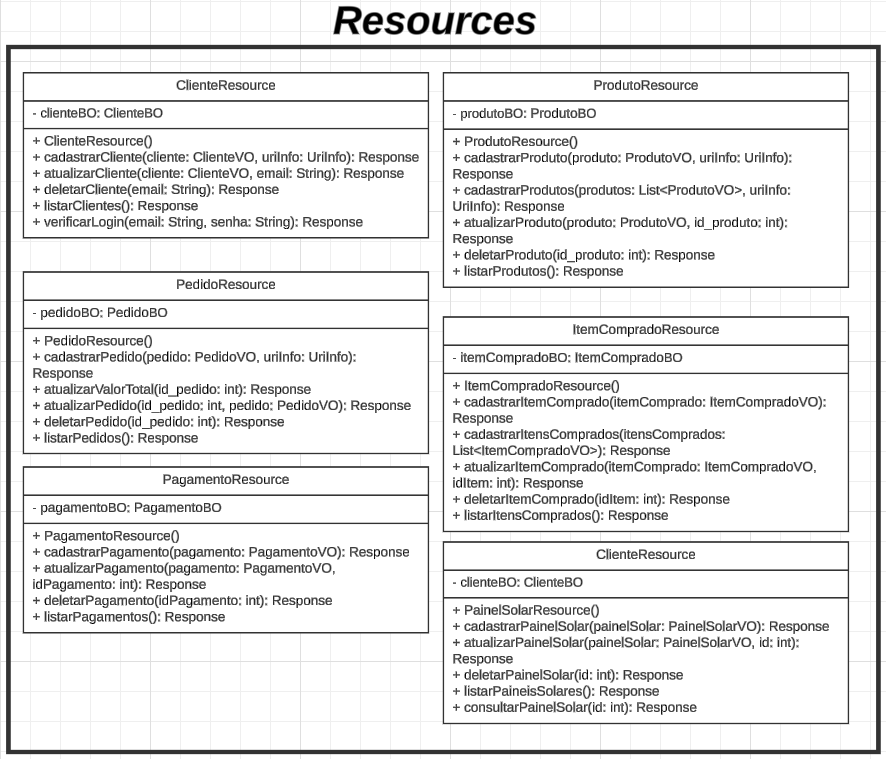 Resources
ClienteResource
- clienteBO: ClienteBO
+ ClienteResource()
+ cadastrarCliente(cliente: ClienteVO, uriInfo: UriInfo): Response
+ atualizarCliente(cliente: ClienteVO, email: String): Response
+ deletarCliente(email: String): Response
+ listarClientes(): Response
+ verificarLogin(email: String, senha: String): Response
PedidoResource
- pedidoBO: PedidoBO
+ PedidoResource()
+ cadastrarPedido(pedido: PedidoVO, uriInfo: UriInfo):
Response
+ atualizarValorTotal(id_pedido: int): Response
+ atualizarPedido(id_pedido: int, pedido: PedidoVO): Response
+ deletarPedido(id_pedido: int): Response
+ listarPedidos(): Response
PagamentoResource
- pagamentoBO: PagamentoBO
+ PagamentoResource()
+ cadastrarPagamento(pagamento: PagamentoVO): Response
+ atualizarPagamento(pagamento: PagamentoVO,
idPagamento: int): Response
+ deletarPagamento(idPagamento: int): Response
+ listarPagamentos(): Response
ProdutoResource
- produtoBO: ProdutoBO
+ ProdutoResource()
+ cadastrarProduto(produto: ProdutoVO, uriInfo: UriInfo):
Response
+ cadastrarProdutos(produtos: List<ProdutoVO>, uriInfo:
UriInfo): Response
+ atualizarProduto(produto: ProdutoVO, id_produto: int):
Response
+ deletarProduto(id_produto: int): Response
+ listarProdutos(): Response
ItemCompradoResource
- itemCompradoBO: ItemCompradoBO
+ ItemCompradoResource()
+ cadastrarItemComprado(itemComprado: ItemCompradoVO):
Response
+ cadastrarItensComprados(itensComprados:
List<ItemCompradoVO>): Response
+ atualizarItemComprado(itemComprado: ItemCompradoVO,
idItem: int): Response
+ deletarItemComprado(idItem: int): Response
+ listarItensComprados(): Response
ClienteResource
- clienteBO: ClienteBO
+ PainelSolarResource()
+ cadastrarPainelSolar(painelSolar: PainelSolarVO): Response
+ atualizarPainelSolar(painelSolar: PainelSolarVO, id: int):
Response
+ deletarPainelSolar(id: int): Response
+ listarPaineisSolares(): Response
+ consultarPainelSolar(id: int): Response